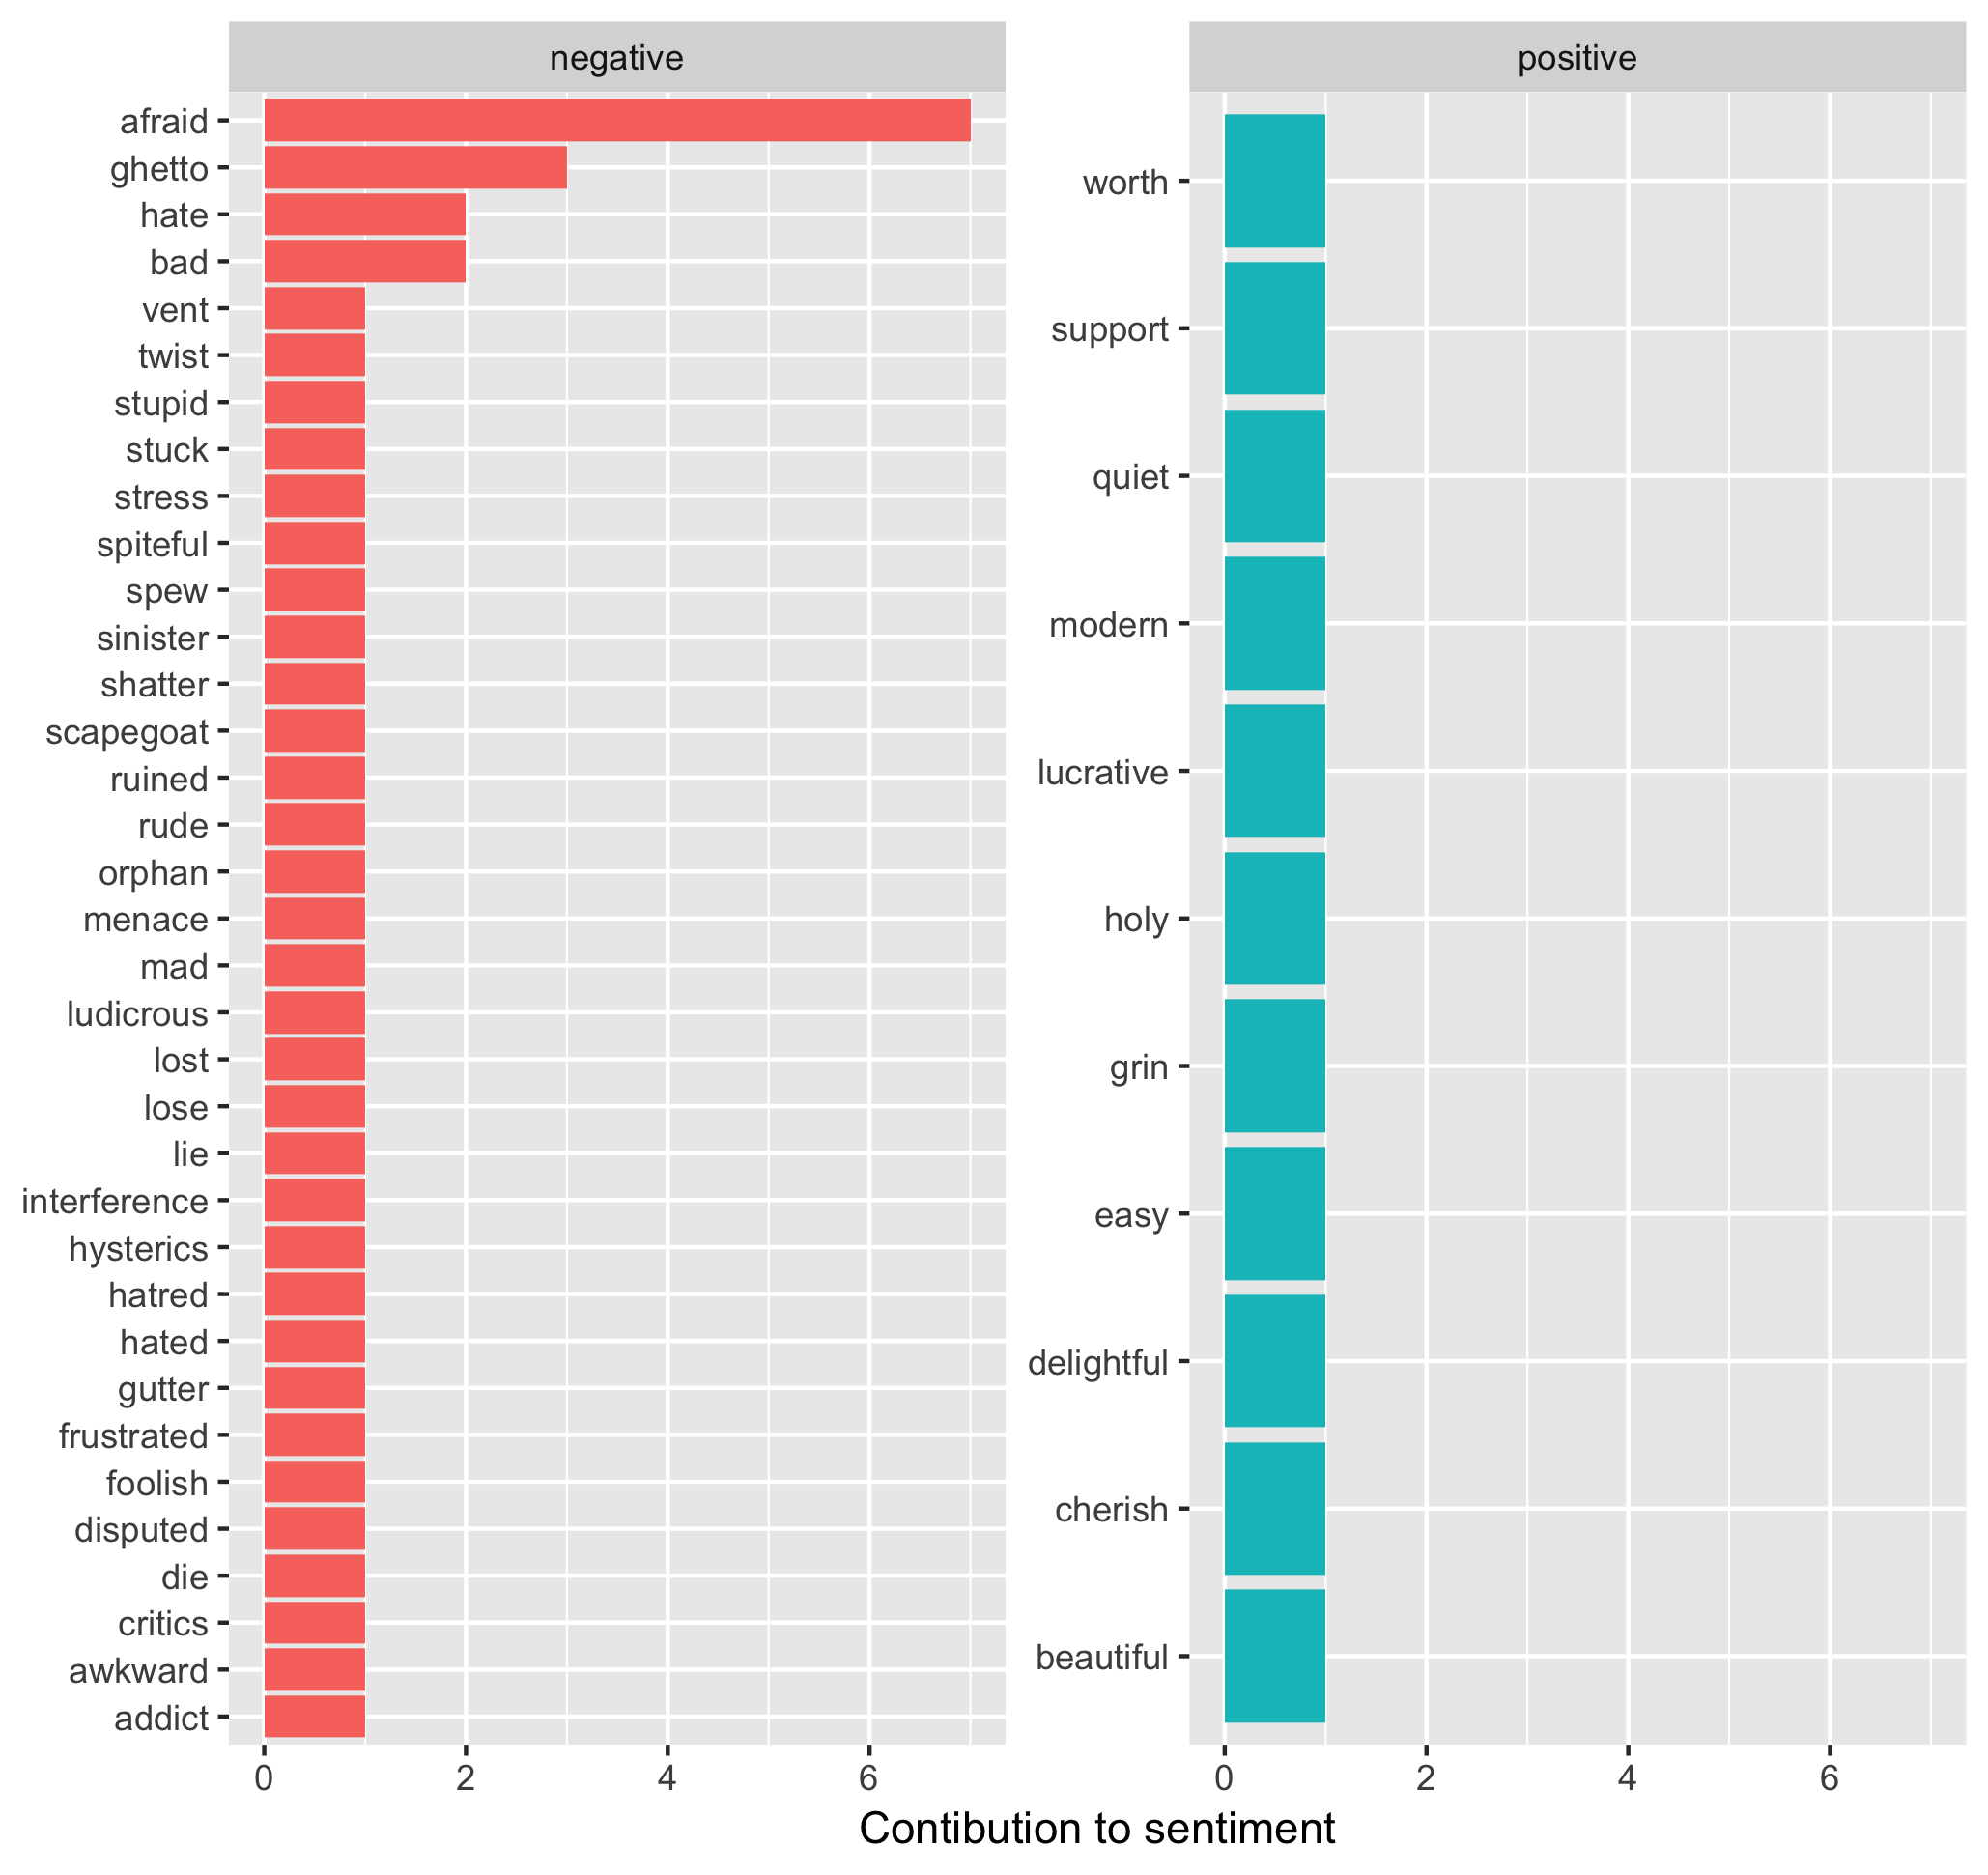 negative
afraid
ghetto
hate
bad
vent
twist
stupid
stuck
stress
spiteful
spew
sinister
shatter
scapegoat
ruined
rude
orphan
menace
mad
ludicrous
lost
lose
lie
interference
hysterics
hatred
hated
gutter
frustrated
foolish
disputed
die
critics
awkward
addict
0 2 4 6
positive
worth
support
quiet
modern
lucrative
holy
grin
easy
delightful
cherish
beautiful
0 2 4 6
Contibution to sentiment